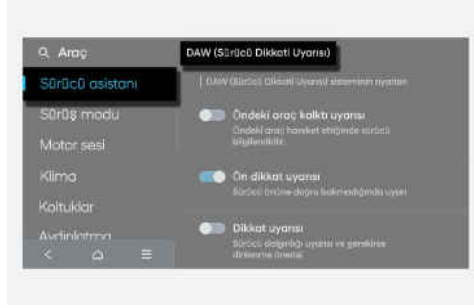 Araç
DAW (Sürücü Dikkati Uyarısı)
Sürücü asistanı
DAW (Sürücü Dikkati Uyarısı) sisteminin ayarları
Sürüş modu
Öndeki araç kalktı uyarısı
Öndeki araç hareket ettiğinde sürücü
bilgilendirilir.
Motor sesi
Klima
Ön dikkat uyarısı
Sürücü önüne doğru bakmadığında uyarı
Koltuklar
Dikkat uyarısı
Aydınlatma
Sürücü dalgınlığı uyarısı ve gerekirse
dinlenme önerisi